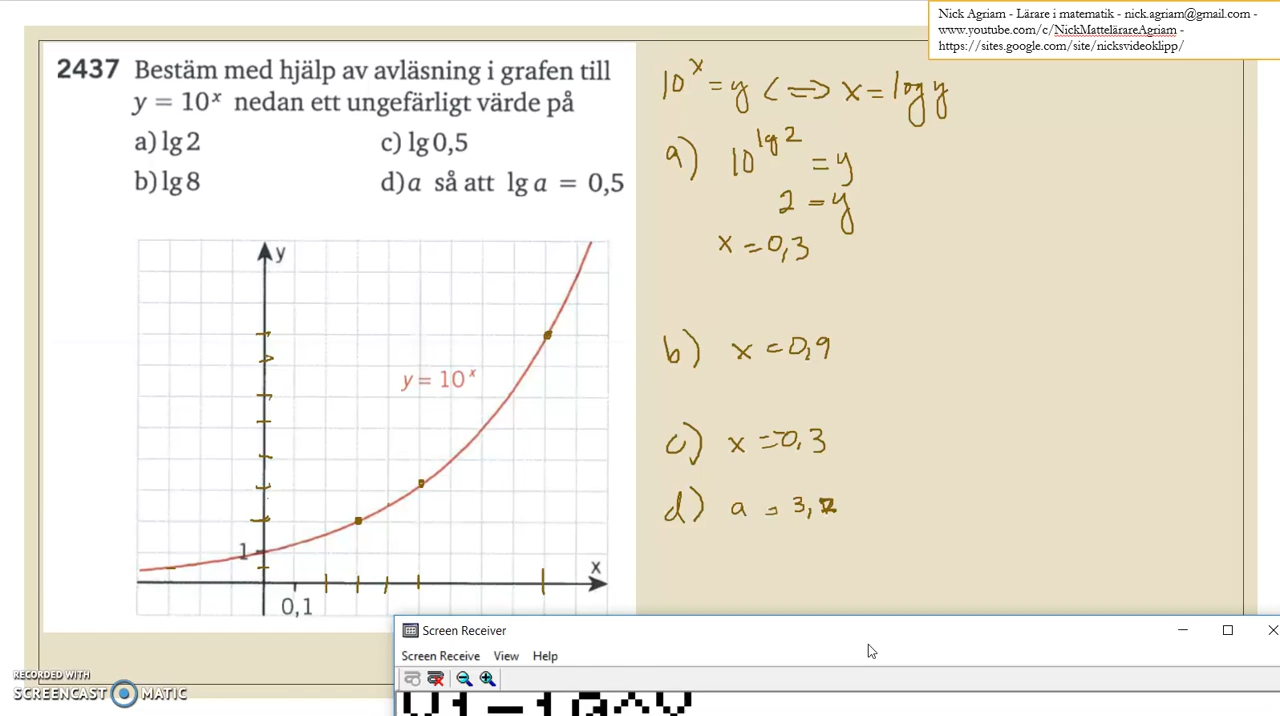 Nick Agriam - Lärare i matematik - nick.agriam@gmail.com -
www.youtube.com/c/NickMattelärareAgriam -
https://sites.google.com/site/nicksvideoklipp/
2437 Bestäm med hjälp av avläsning i grafen till
y = 10^x nedan ett ungefärligt värde på
a) lg 2
c) lg 0,5
b) lg 8
d) a så att lg a = 0,5
y
y = 10^x
1
x
0,1
10^x = y <=> x = log y
a) 10^lg 2 = y
2 = y
x = 0,3
b) x = 0,9
c) x = -0,3
d) a = 3,
Screen Receiver
Screen Receive View Help
RECORDED WITH
SCREENCAST MATIC